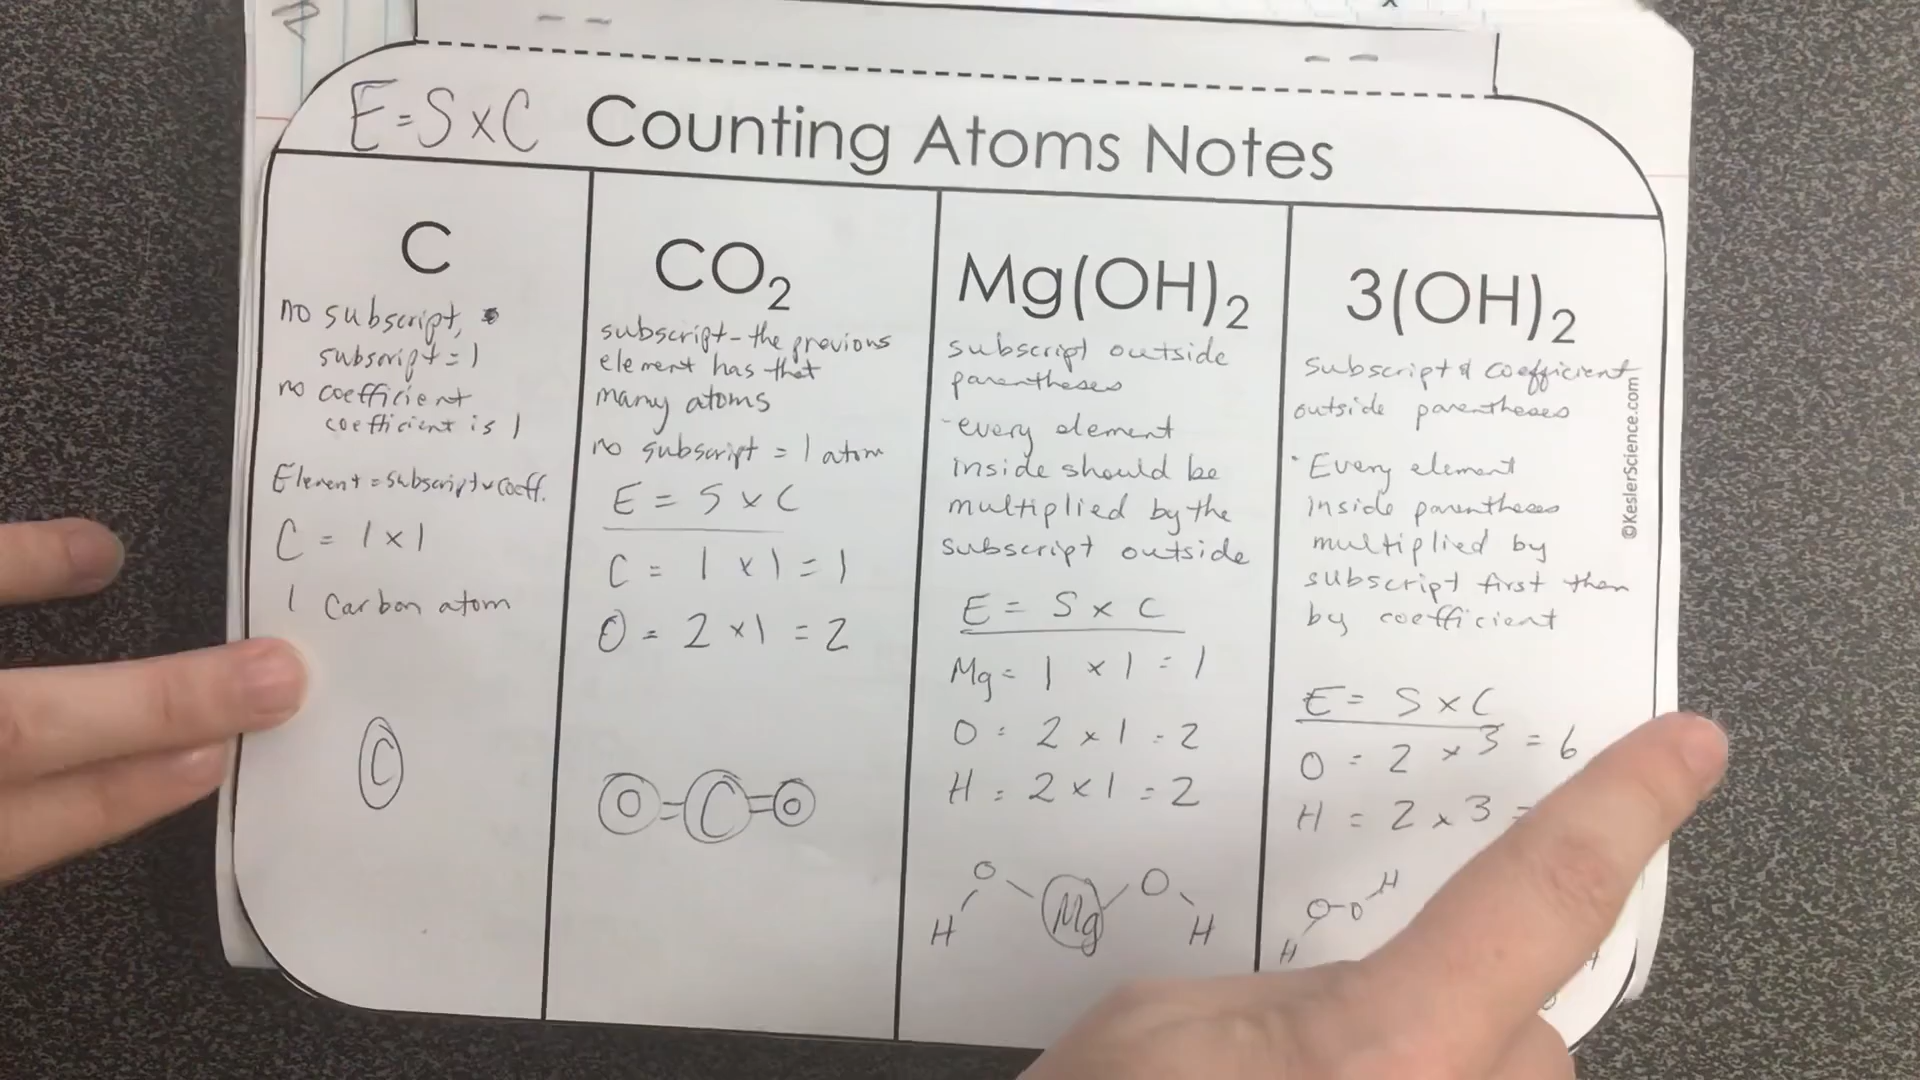 E=SxC Counting Atoms Notes
C
no subscript,
subscript = 1
no coefficient
coefficient is 1
Element = subscript x coeff.
C = 1 x 1
1 Carbon atom
C
CO₂
subscript - the previous
element has that
many atoms
no subscript = 1 atom
E = S x C
C = 1 x 1 = 1
O = 2 x 1 = 2
O=C=O
Mg(OH)₂
subscript outside
parentheses
- every element
inside should be
multiplied by the
subscript outside
E = S x C
Mg = 1 x 1 = 1
O = 2 x 1 = 2
H = 2 x 1 = 2
O O
H Mg H
3(OH)₂
subscript & coefficient
outside parentheses
• Every element
inside parentheses
multiplied by
subscript first then
by coefficient
E = S x C
O = 2 x 3 = 6
H = 2 x 3 =
H
O-O
H
©KeslerScience.com